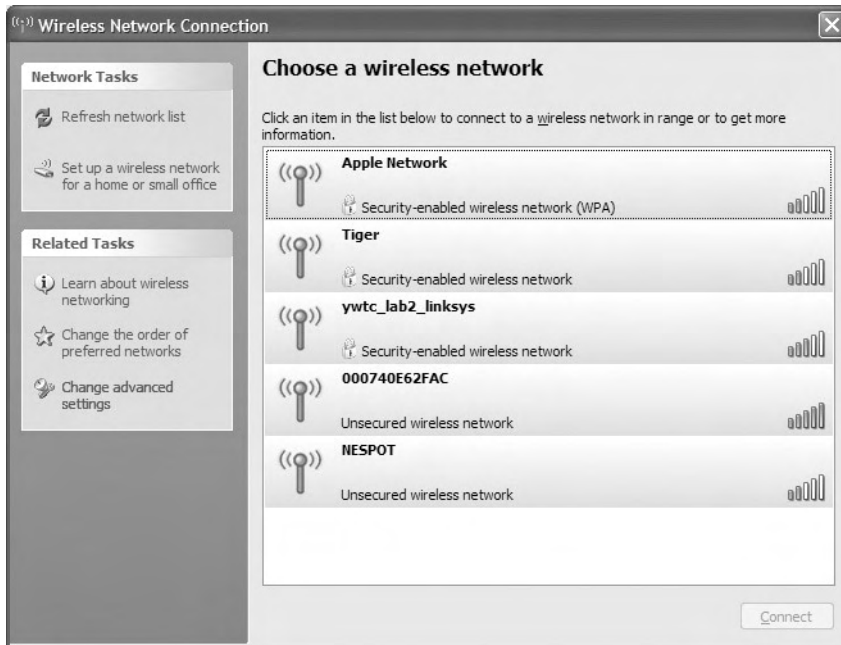 Wireless Network Connection
Network Tasks
Refresh network list
Set up a wireless network
for a home or small office
Related Tasks
Learn about wireless
networking
Change the order of
preferred networks
Change advanced
settings
Choose a wireless network
Click an item in the list below to connect to a wireless network in range or to get more
information.
Apple Network
Security-enabled wireless network (WPA)
Tiger
Security-enabled wireless network
ywtc_lab2_linksys
Security-enabled wireless network
000740E62FAC
Unsecured wireless network
NESPOT
Unsecured wireless network
Connect